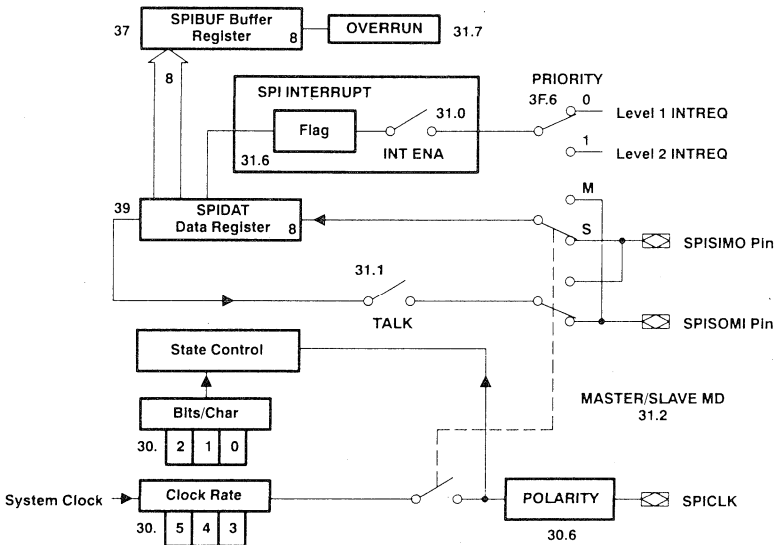 37
SPIBUF Buffer
Register
8
OVERRUN
31.7
8
SPI INTERRUPT
Flag
31.6
31.0
INT ENA
PRIORITY
3F.6
0
Level 1 INTREQ
1
Level 2 INTREQ
39
SPIDAT
Data Register
8
M
S
SPISIMO Pin
31.1
TALK
SPISOMI Pin
State Control
Bits/Char
30.
2
1
0
MASTER/SLAVE MD
31.2
System Clock
Clock Rate
30.
5
4
3
POLARITY
30.6
SPICLK